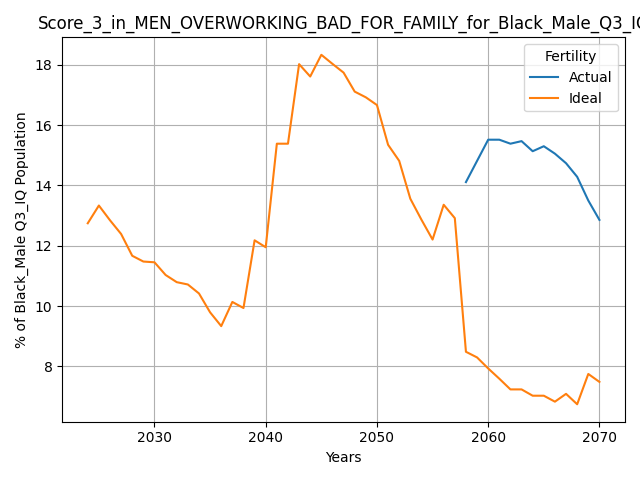 Score_3_in_MEN_OVERWORKING_BAD_FOR_FAMILY_for_Black_Male_Q3_IQ
Fertility
Actual
Ideal
18
16
14
12
10
8
% of Black_Male Q3_IQ Population
2030
2040
2050
2060
2070
Years